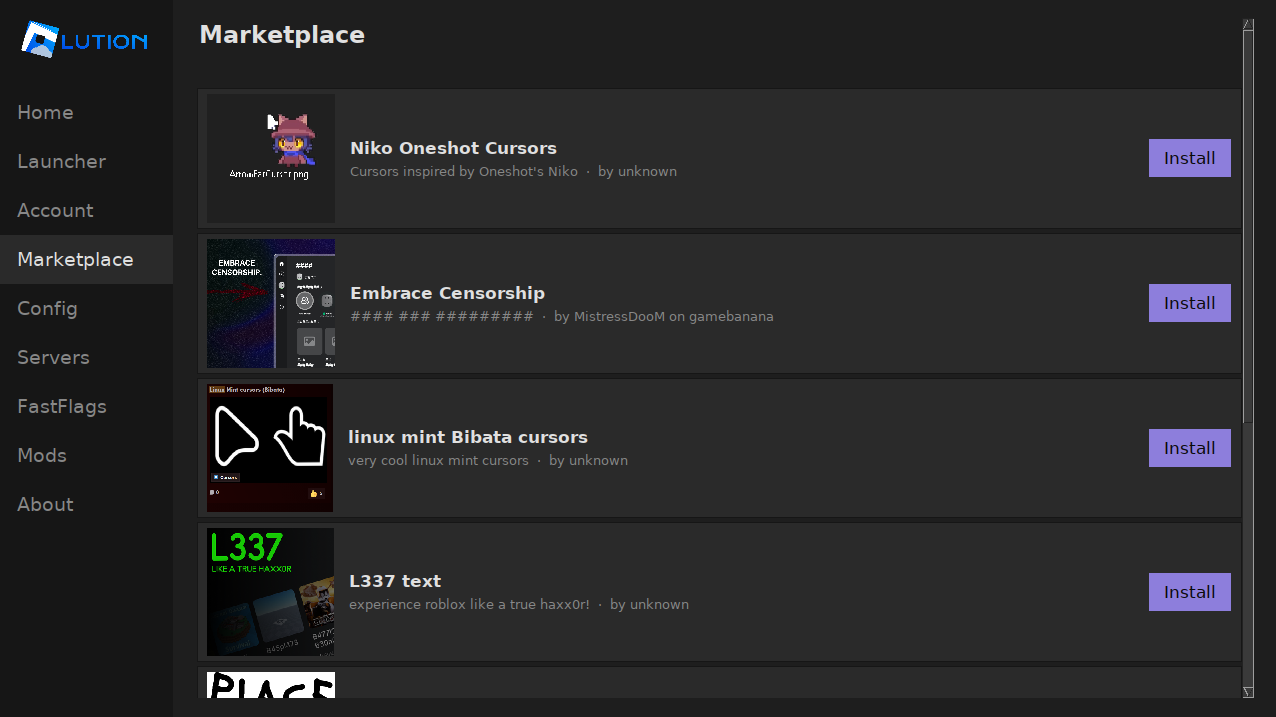 LUTION
Home
Launcher
Account
Marketplace
Config
Servers
FastFlags
Mods
About
Marketplace
ArrowFarCursor.png
Niko Oneshot Cursors
Cursors inspired by Oneshot's Niko · by unknown
Install
EMBRACE
CENSORSHIP.
####
Embrace Censorship
#### ### ######### · by MistressDooM on gamebanana
Install
Linux Mint cursors (Bibata)
Cursors
linux mint Bibata cursors
very cool linux mint cursors · by unknown
Install
L337
LIKE A TRUE HAXX0R
L337 text
experience roblox like a true haxx0r! · by unknown
Install